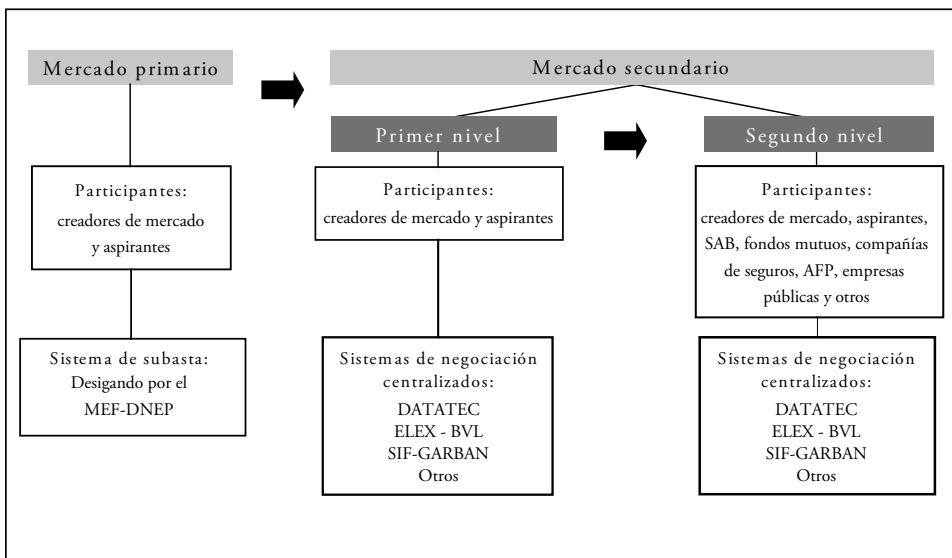 Mercado primario
Participantes:
creadores de mercado
y aspirantes
Sistema de subasta:
Desigando por el
MEF-DNEP
Mercado secundario
Primer nivel
Participantes:
creadores de mercado y aspirantes
Sistemas de negociación
centralizados:
DATATEC
ELEX - BVL
SIF-GARBAN
Otros
Segundo nivel
Participantes:
creadores de mercado, aspirantes,
SAB, fondos mutuos, compañías
de seguros, AFP, empresas
públicas y otros
Sistemas de negociación
centralizados:
DATATEC
ELEX - BVL
SIF-GARBAN
Otros